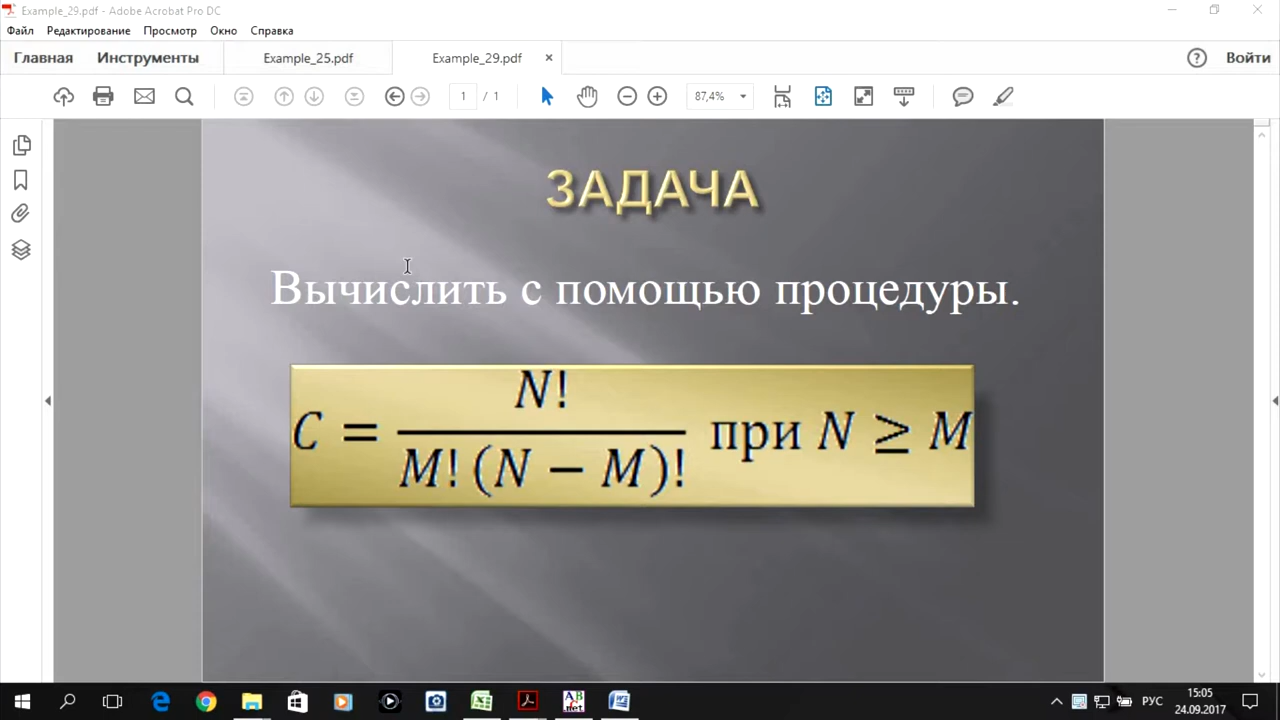 Example_29.pdf - Adobe Acrobat Pro DC
Файл Редактирование Просмотр Окно Справка
Главная Инструменты Example_25.pdf Example_29.pdf × ? Войти
1 / 1 87,4%
ЗАДАЧА
Вычислить с помощью процедуры.
N!
C = ――― при N ≥ M
M! (N − M)!
РУС 15:05
24.09.2017